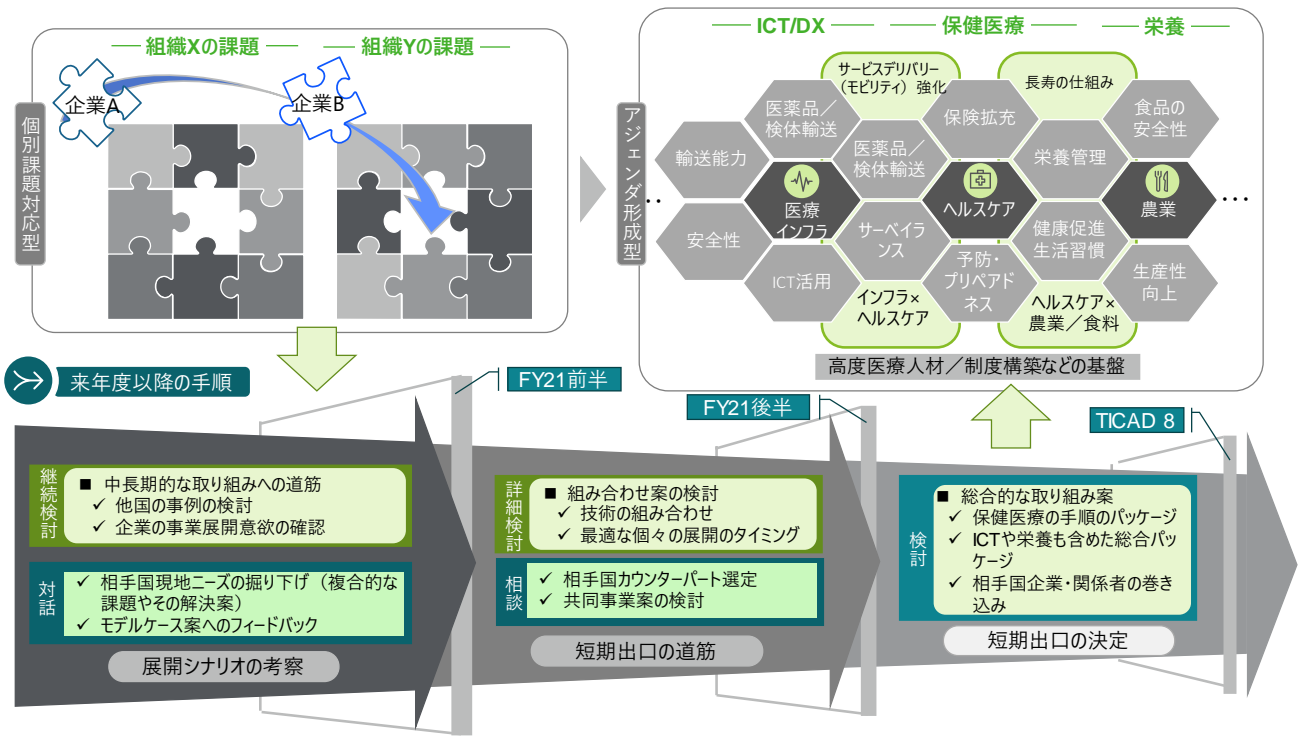 組織Xの課題
組織Yの課題
個別課題対応型
企業A
企業B
アジェンダ形成型
ICT/DX
保健医療
栄養
サービスデリバリー
（モビリティ）強化
長寿の仕組み
医薬品／
検体輸送
保険拡充
食品の
安全性
輸送能力
医薬品／
検体輸送
栄養管理
‥
医療
インフラ
ヘルスケア
農業
…
安全性
サーベイラ
ンス
健康促進
生活習慣
ICT活用
予防・
プリペアド
ネス
生産性
向上
インフラ×
ヘルスケア
ヘルスケア×
農業／食料
高度医療人材／制度構築などの基盤
来年度以降の手順
FY21前半
FY21後半
TICAD 8
継続検討
■ 中長期的な取り組みへの道筋
✓ 他国の事例の検討
✓ 企業の事業展開意欲の確認
対話
✓ 相手国現地ニーズの掘り下げ（複合的な
課題やその解決案）
✓ モデルケース案へのフィードバック
展開シナリオの考察
詳細検討
■ 組み合わせ案の検討
✓ 技術の組み合わせ
✓ 最適な個々の展開のタイミング
相談
✓ 相手国カウンターパート選定
✓ 共同事業案の検討
短期出口の道筋
検討
■ 総合的な取り組み案
✓ 保健医療の手順のパッケージ
✓ ICTや栄養も含めた総合パッ
ケージ
✓ 相手国企業・関係者の巻き
込み
短期出口の決定